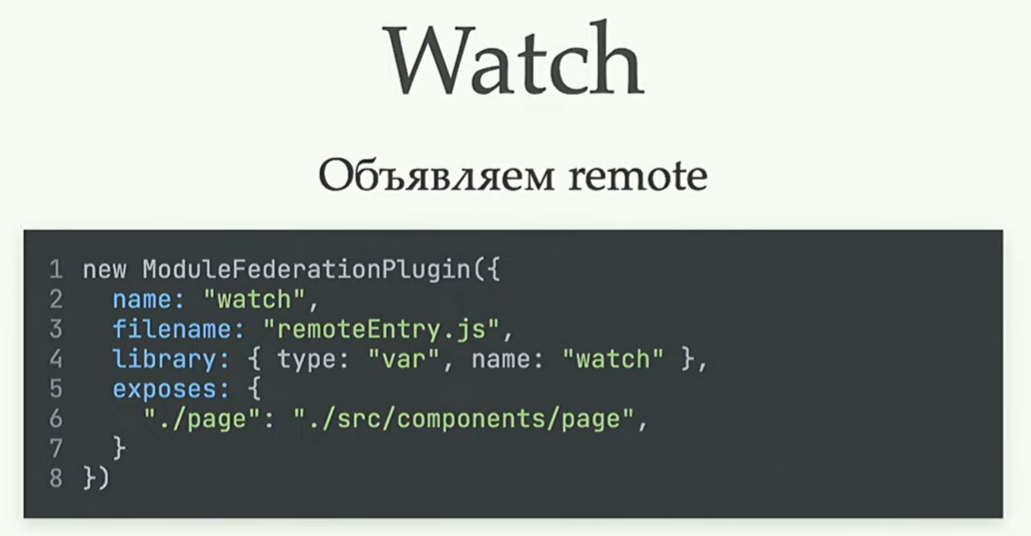 Watch
Объявляем remote
1 new ModuleFederationPlugin({
2   name: "watch",
3   filename: "remoteEntry.js",
4   library: { type: "var", name: "watch" },
5   exposes: {
6     "./page": "./src/components/page",
7   }
8 })